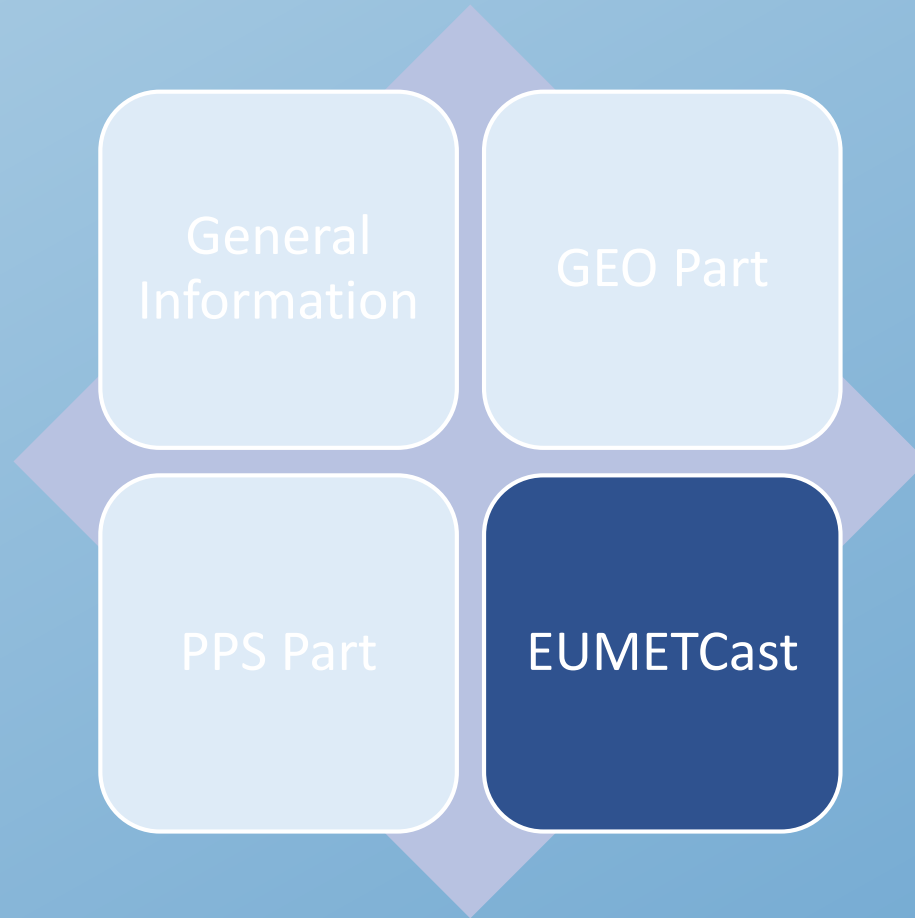 General
Information
GEO Part
PPS Part
EUMETCast